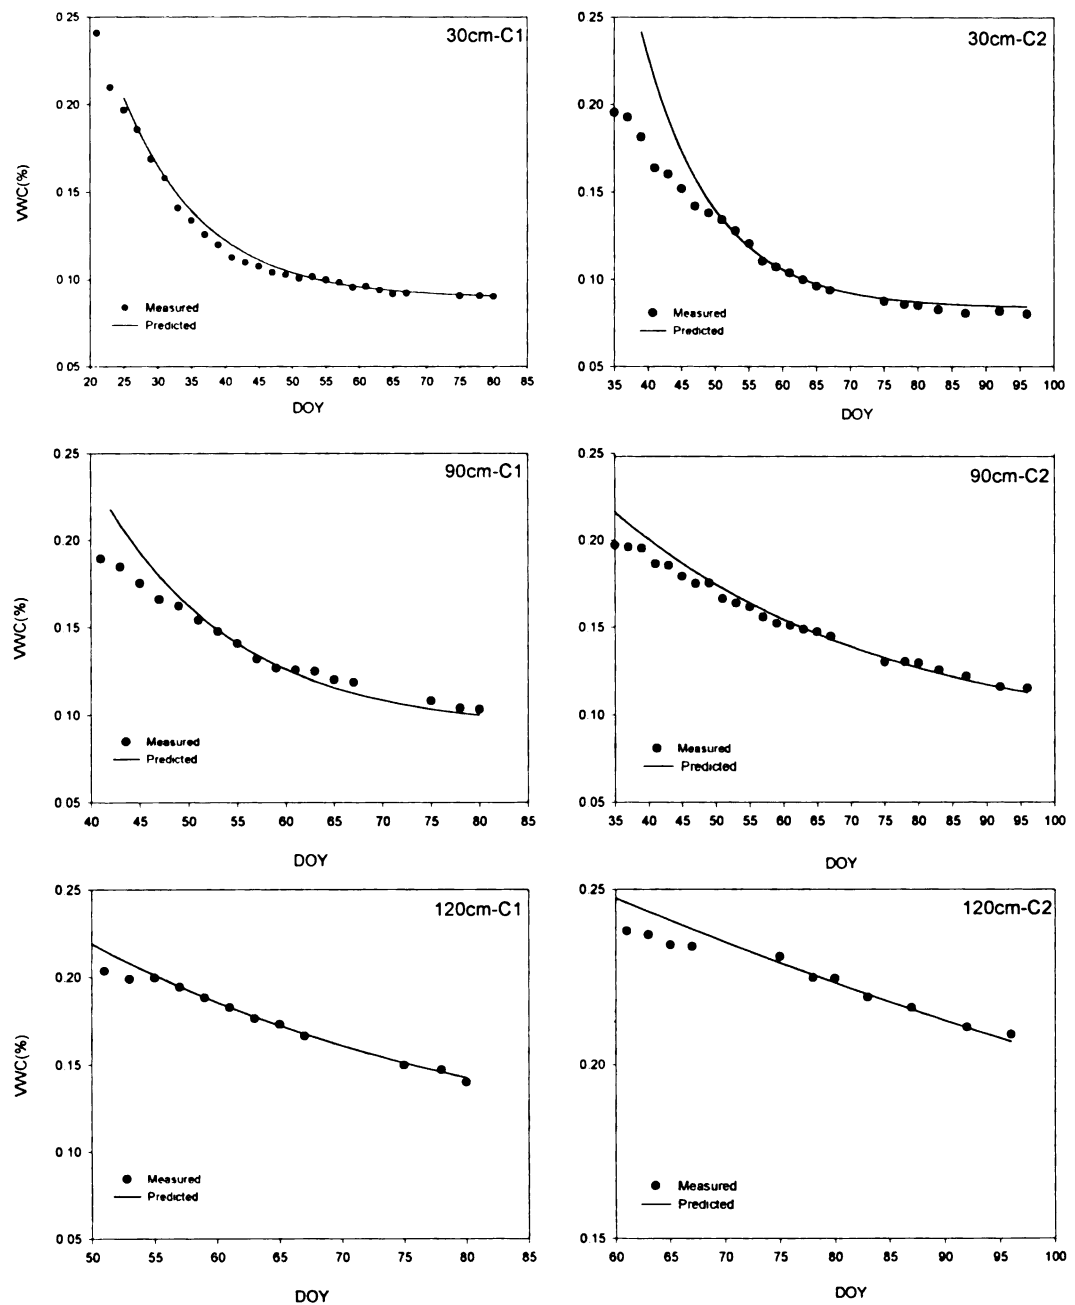 30cm-C1
0 25
0 20
0 15
0 10
0 05
VWC(%)
Measured
Predicted
20 25 30 35 40 45 50 55 60 65 70 75 80 85
DOY
30cm-C2
0 25
0 20
0 15
0 10
0 05
Measured
Predicted
35 40 45 50 55 60 65 70 75 80 85 90 95 100
DOY
90cm-C1
0 25
0 20
0 15
0 10
0 05
VWC(%)
Measured
Predicted
40 45 50 55 60 65 70 75 80 85
DOY
90cm-C2
0 25
0 20
0 15
0 10
0 05
Measured
Predicted
35 40 45 50 55 60 65 70 75 80 85 90 95 100
DOY
120cm-C1
0 25
0 20
0 15
0 10
0 05
VWC(%)
Measured
Predicted
50 55 60 65 70 75 80 85
DOY
120cm-C2
0 25
0 20
0 15
Measured
Predicted
60 65 70 75 80 85 90 95 100
DOY